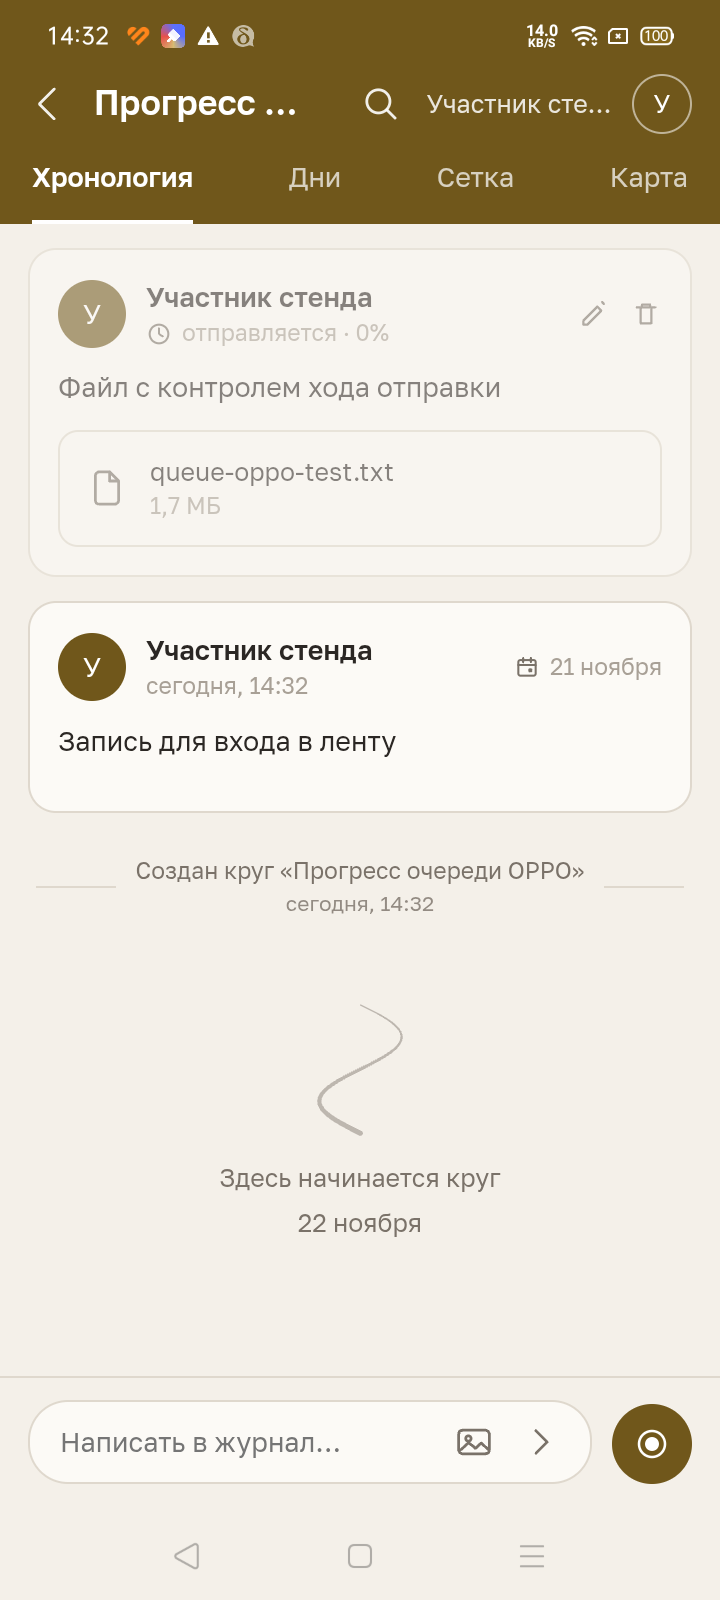 14:32
14.0
KB/S
100
Прогресс ...
Участник сте...
У
Хронология
Дни
Сетка
Карта
У
Участник стенда
отправляется · 0%
Файл с контролем хода отправки
queue-oppo-test.txt
1,7 МБ
У
Участник стенда
сегодня, 14:32
21 ноября
Запись для входа в ленту
Создан круг «Прогресс очереди OPPO»
сегодня, 14:32
Здесь начинается круг
22 ноября
Написать в журнал...